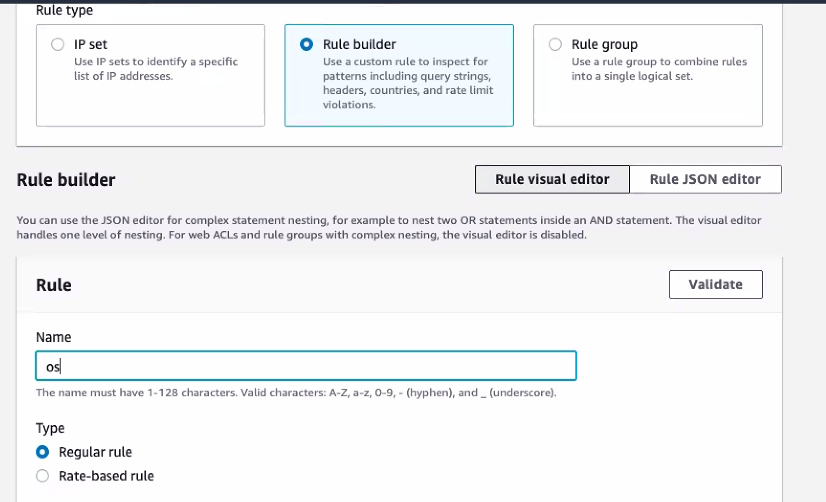 Rule type
IP set
Use IP sets to identify a specific
list of IP addresses.
Rule builder
Use a custom rule to inspect for
patterns including query strings,
headers, countries, and rate limit
violations.
Rule group
Use a rule group to combine rules
into a single logical set.
Rule builder
Rule visual editor
Rule JSON editor
You can use the JSON editor for complex statement nesting, for example to nest two OR statements inside an AND statement. The visual editor
handles one level of nesting. For web ACLs and rule groups with complex nesting, the visual editor is disabled.
Rule
Validate
Name
os
The name must have 1-128 characters. Valid characters: A-Z, a-z, 0-9, - (hyphen), and _ (underscore).
Type
Regular rule
Rate-based rule